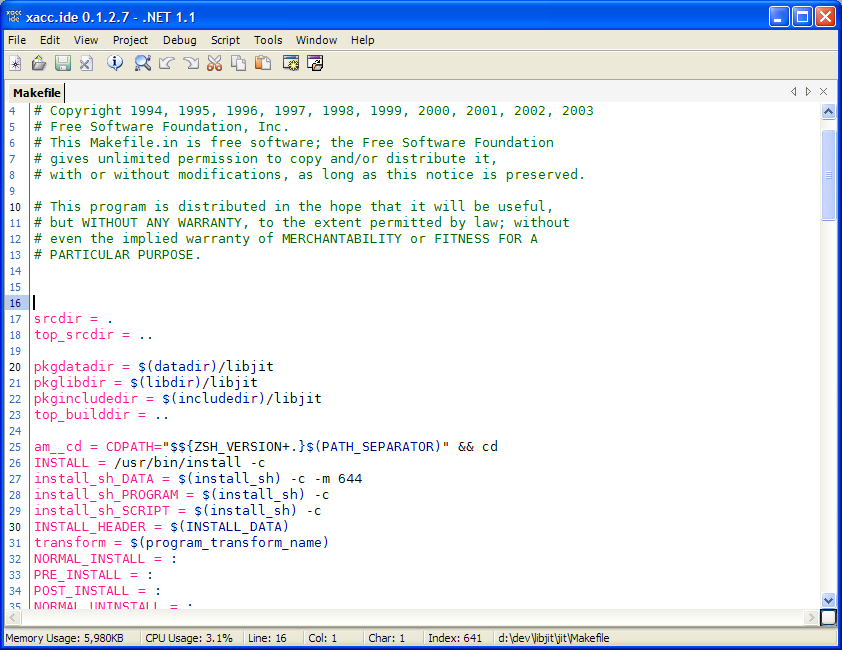 xacc.ide 0.1.2.7 - .NET 1.1
File Edit View Project Debug Script Tools Window Help
Makefile
4 # Copyright 1994, 1995, 1996, 1997, 1998, 1999, 2000, 2001, 2002, 2003
5 # Free Software Foundation, Inc.
6 # This Makefile.in is free software; the Free Software Foundation
7 # gives unlimited permission to copy and/or distribute it,
8 # with or without modifications, as long as this notice is preserved.
9
10 # This program is distributed in the hope that it will be useful,
11 # but WITHOUT ANY WARRANTY, to the extent permitted by law; without
12 # even the implied warranty of MERCHANTABILITY or FITNESS FOR A
13 # PARTICULAR PURPOSE.
14
15
16
17 srcdir = .
18 top_srcdir = ..
19
20 pkgdatadir = $(datadir)/libjit
21 pkglibdir = $(libdir)/libjit
22 pkgincludedir = $(includedir)/libjit
23 top_builddir = ..
24
25 am__cd = CDPATH="$${ZSH_VERSION+.}$(PATH_SEPARATOR)" && cd
26 INSTALL = /usr/bin/install -c
27 install_sh_DATA = $(install_sh) -c -m 644
28 install_sh_PROGRAM = $(install_sh) -c
29 install_sh_SCRIPT = $(install_sh) -c
30 INSTALL_HEADER = $(INSTALL_DATA)
31 transform = $(program_transform_name)
32 NORMAL_INSTALL = :
33 PRE_INSTALL = :
34 POST_INSTALL = :
35 NORMAL_UNINSTALL = :
Memory Usage: 5,980KB CPU Usage: 3.1% Line: 16 Col: 1 Char: 1 Index: 641 d:\dev\libjit\jit\Makefile